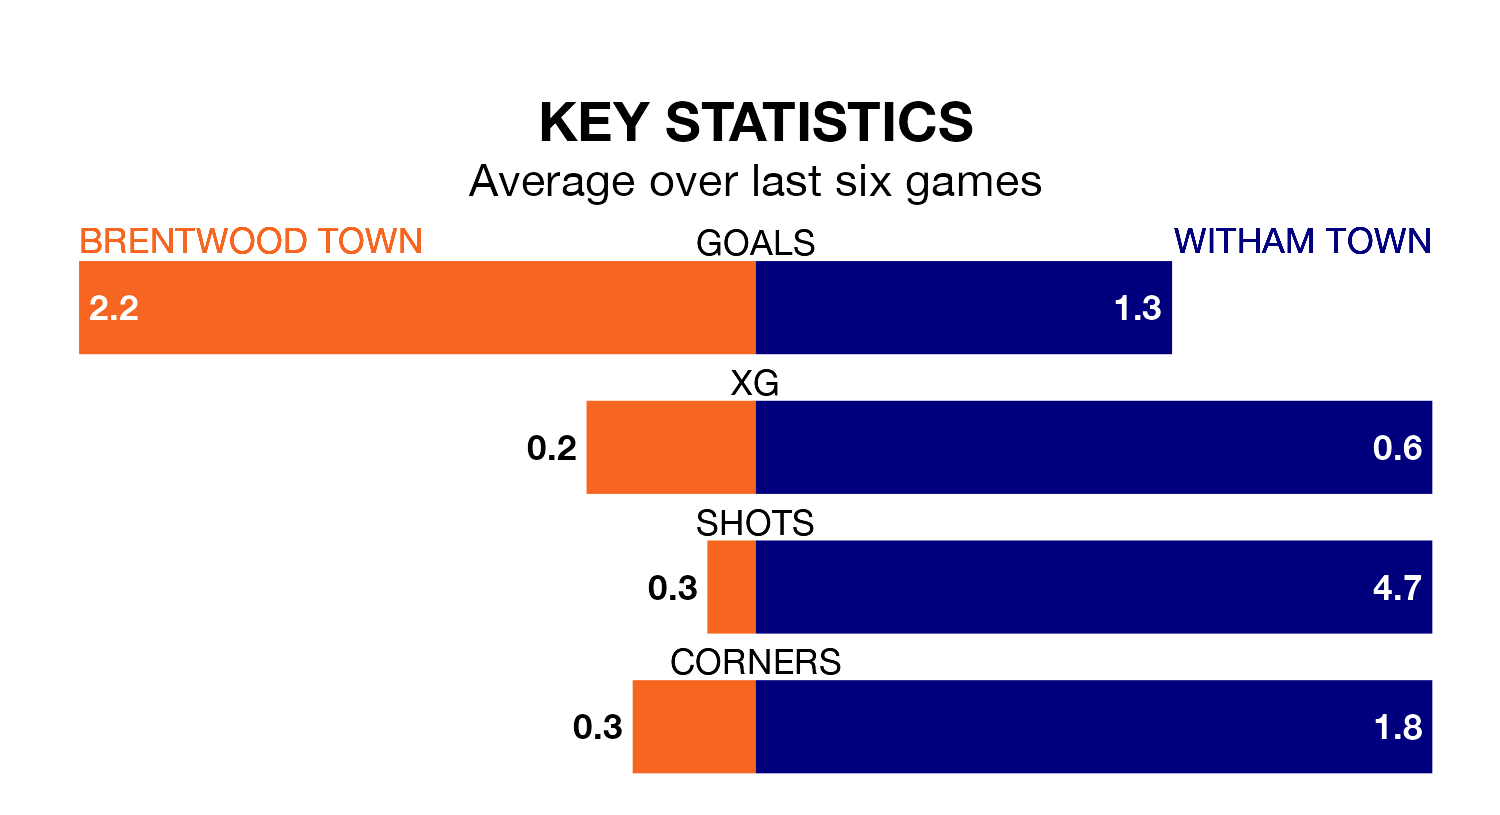 KEY STATISTICS
Average over last six games
BRENTWOOD TOWN GOALS WITHAM TOWN
2.2 1.3
XG
0.2 0.6
SHOTS
0.3 4.7
CORNERS
0.3 1.8